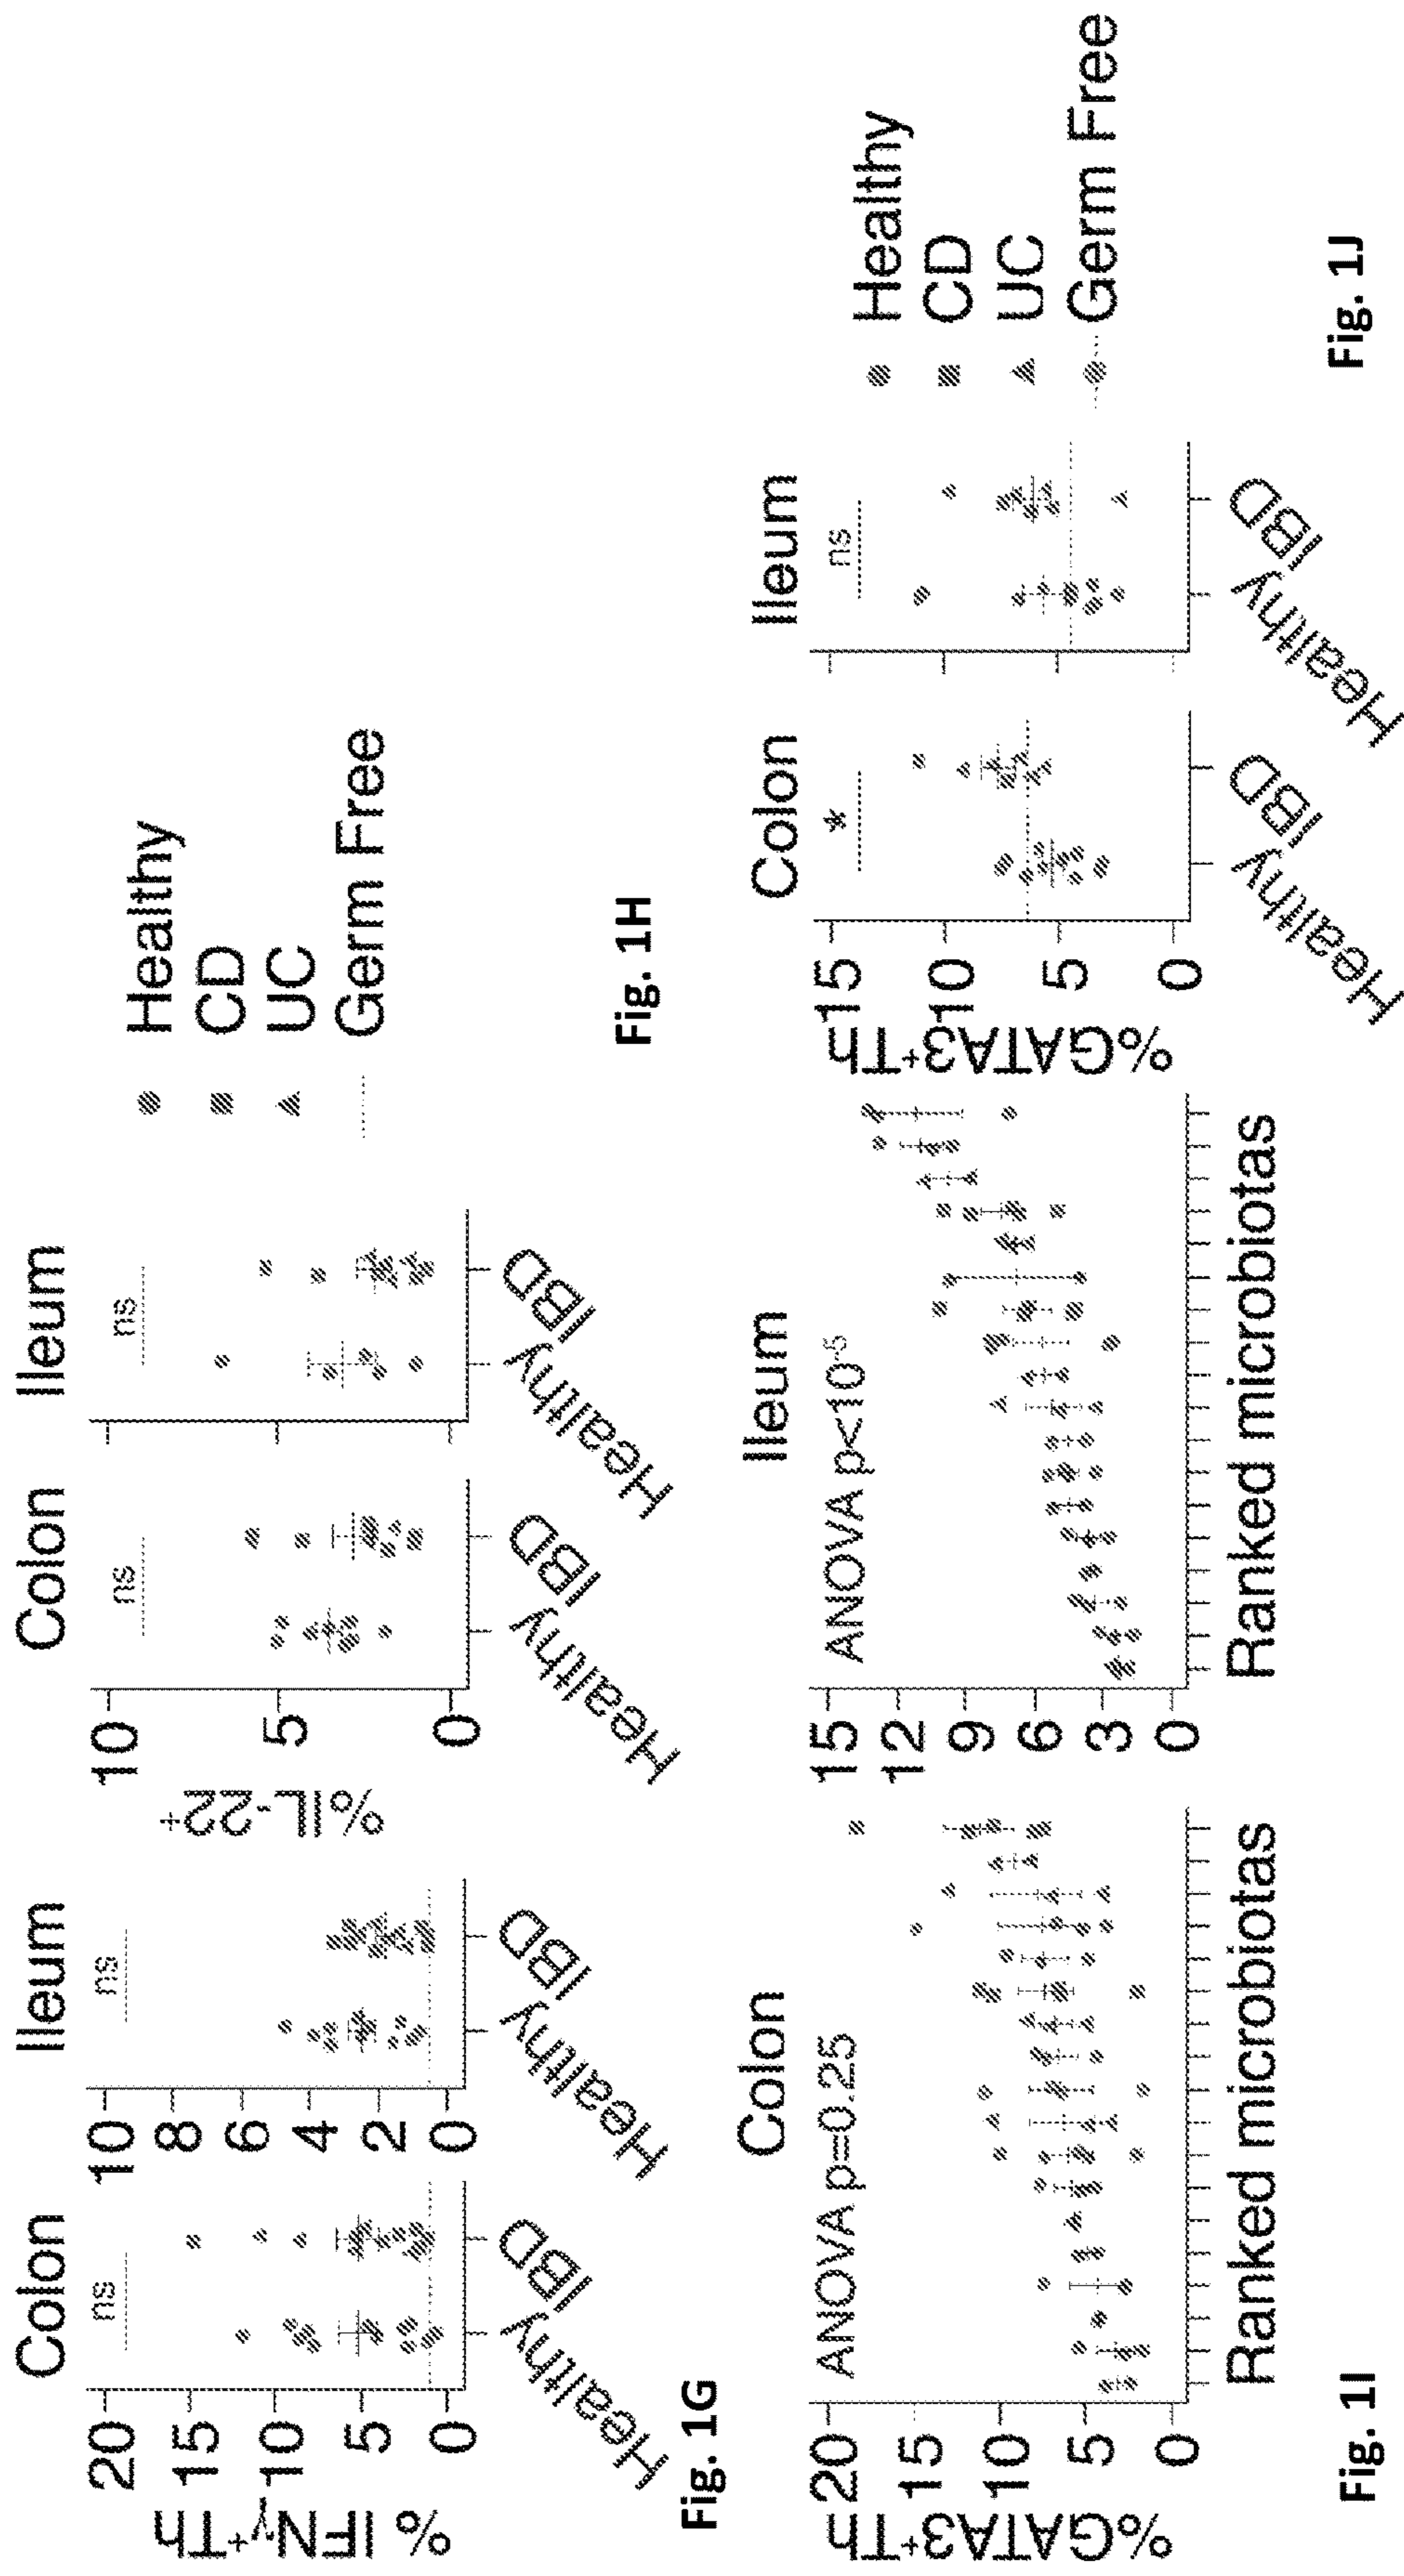 Colon
Ileum
% IFNγ⁺Th
20
15
10
5
0
ns
Healthy
IBD
10
8
6
4
2
0
ns
Healthy
IBD
Fig. 1G
Colon
Ileum
%IL-22⁺
10
5
0
ns
Healthy
IBD
ns
Healthy
IBD
Healthy
CD
UC
Germ Free
Fig. 1H
Colon
%GATA3⁺Th
20
15
10
5
0
ANOVA p=0.25
Ranked microbiotas
Ileum
15
12
9
6
3
0
ANOVA p<10⁻⁵
Ranked microbiotas
Fig. 1I
Colon
Ileum
%GATA3⁺Th
15
10
5
0
*
Healthy
IBD
ns
Healthy
IBD
Healthy
CD
UC
Germ Free
Fig. 1J